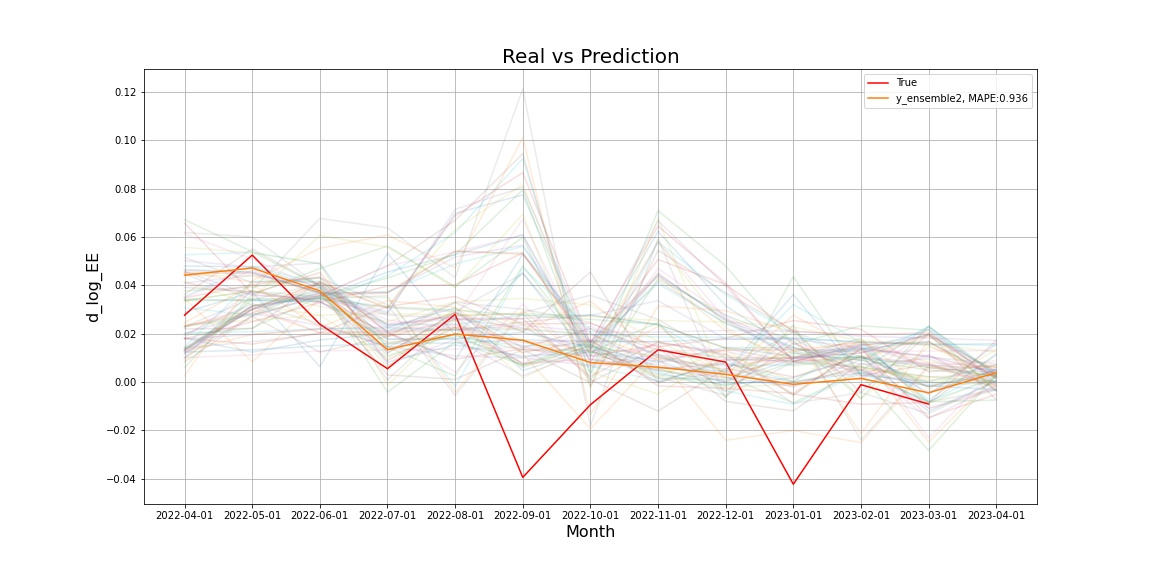 Real vs Prediction
True
y_ensemble2, MAPE:0.936
d_log_EE
0.12
0.10
0.08
0.06
0.04
0.02
0.00
−0.02
−0.04
2022-04-01 2022-05-01 2022-06-01 2022-07-01 2022-08-01 2022-09-01 2022-10-01 2022-11-01 2022-12-01 2023-01-01 2023-02-01 2023-03-01 2023-04-01
Month